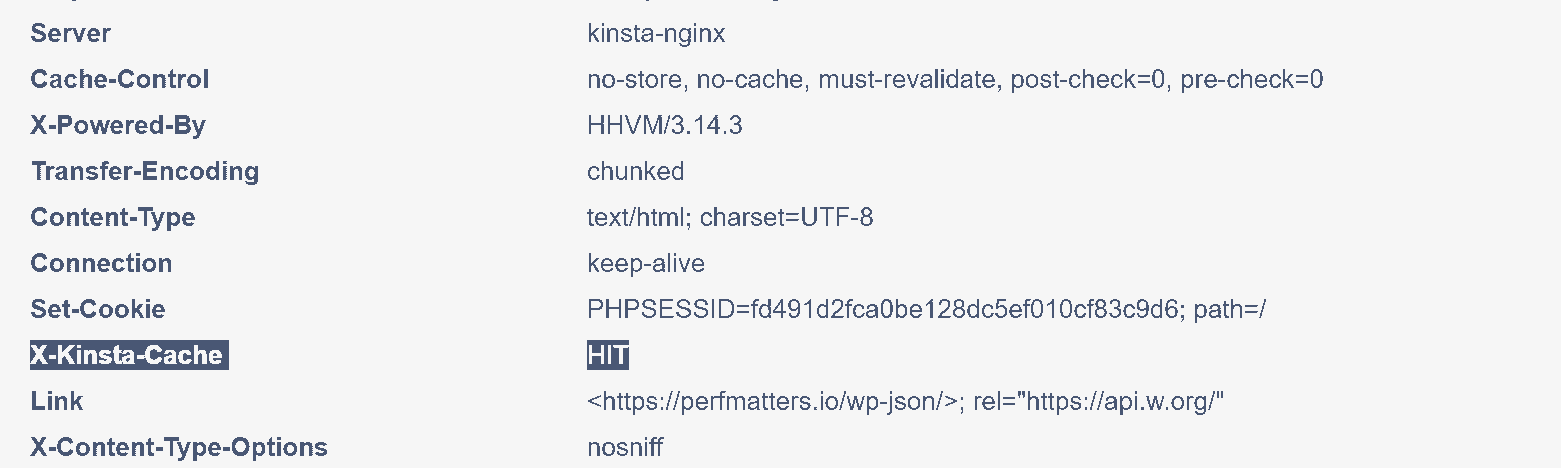 Server kinsta-nginx
Cache-Control no-store, no-cache, must-revalidate, post-check=0, pre-check=0
X-Powered-By HHVM/3.14.3
Transfer-Encoding chunked
Content-Type text/html; charset=UTF-8
Connection keep-alive
Set-Cookie PHPSESSID=fd491d2fca0be128dc5ef010cf83c9d6; path=/
X-Kinsta-Cache HIT
Link <https://perfmatters.io/wp-json/>; rel="https://api.w.org/"
X-Content-Type-Options nosniff